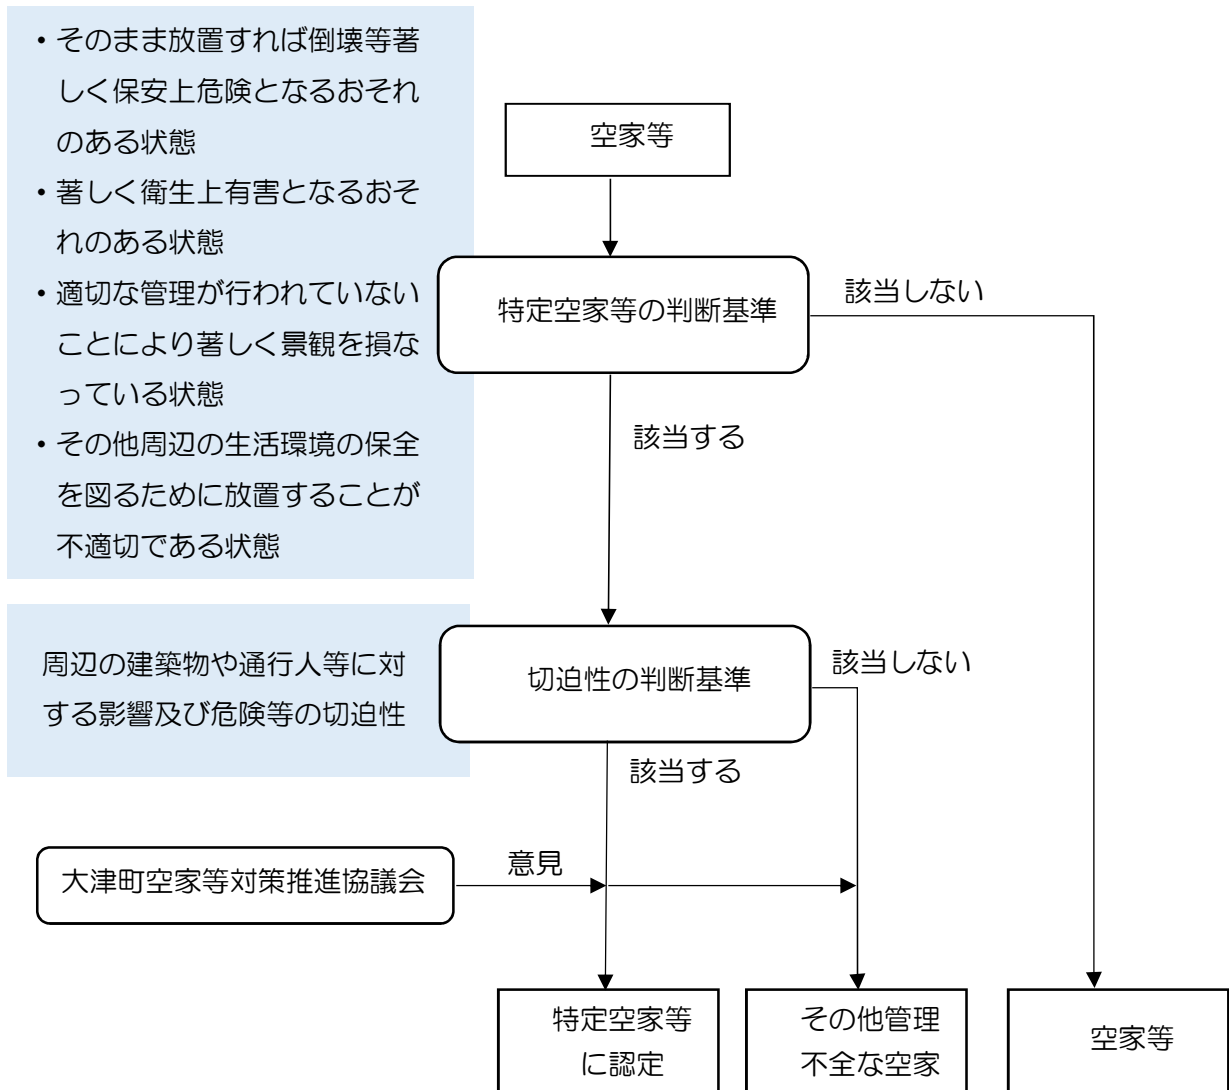 ・そのまま放置すれば倒壊等著
しく保安上危険となるおそれ
のある状態
・著しく衛生上有害となるおそ
れのある状態
・適切な管理が行われていない
ことにより著しく景観を損な
っている状態
・その他周辺の生活環境の保全
を図るために放置することが
不適切である状態
空家等
特定空家等の判断基準
該当しない
該当する
周辺の建築物や通行人等に対
する影響及び危険等の切迫性
切迫性の判断基準
該当しない
該当する
大津町空家等対策推進協議会
意見
特定空家等
に認定
その他管理
不全な空家
空家等